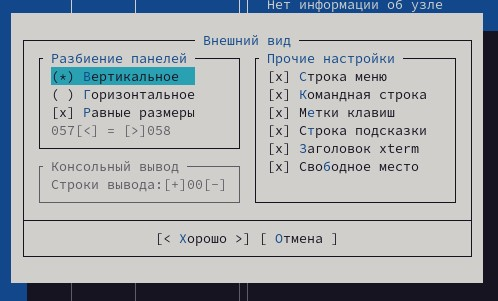 Нет информации об узле
Внешний вид
Разбиение панелей
(*) Вертикальное
( ) Горизонтальное
[x] Равные размеры
057[<] = [>]058
Консольный вывод
Строки вывода:[+]00[-]
Прочие настройки
[x] Строка меню
[x] Командная строка
[x] Метки клавиш
[x] Строка подсказки
[x] Заголовок xterm
[x] Свободное место
[< Хорошо >] [ Отмена ]